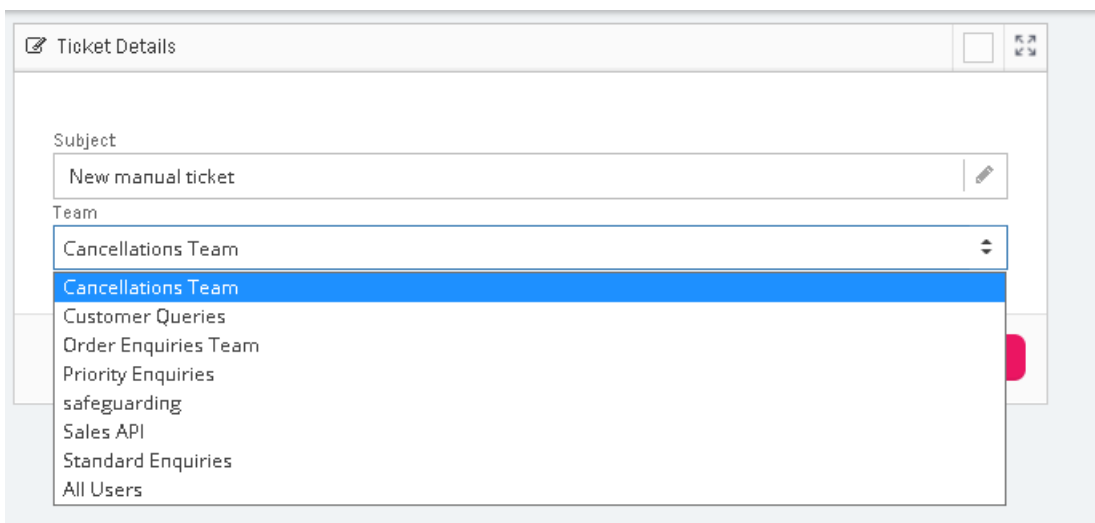 Ticket Details
Subject
New manual ticket
Team
Cancellations Team
Cancellations Team
Customer Queries
Order Enquiries Team
Priority Enquiries
safeguarding
Sales API
Standard Enquiries
All Users